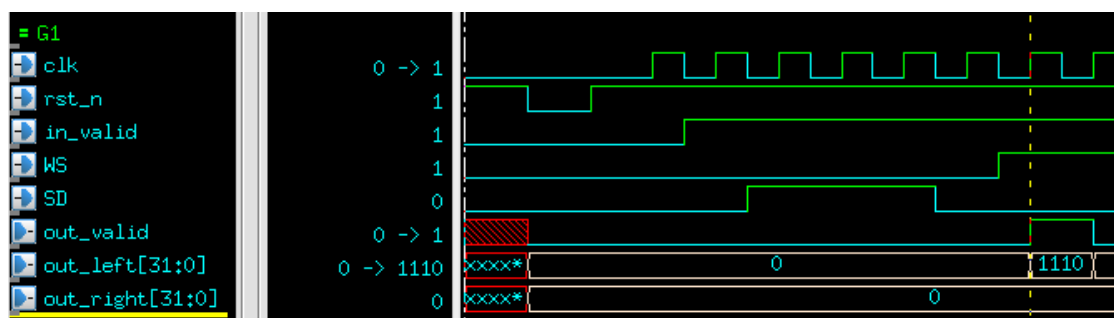 = G1
clk 0 -> 1
rst_n 1
in_valid 1
WS 1
SD 0
out_valid 0 -> 1
out_left[31:0] 0 -> 1110 xxxx* 0 1110
out_right[31:0] 0 xxxx* 0